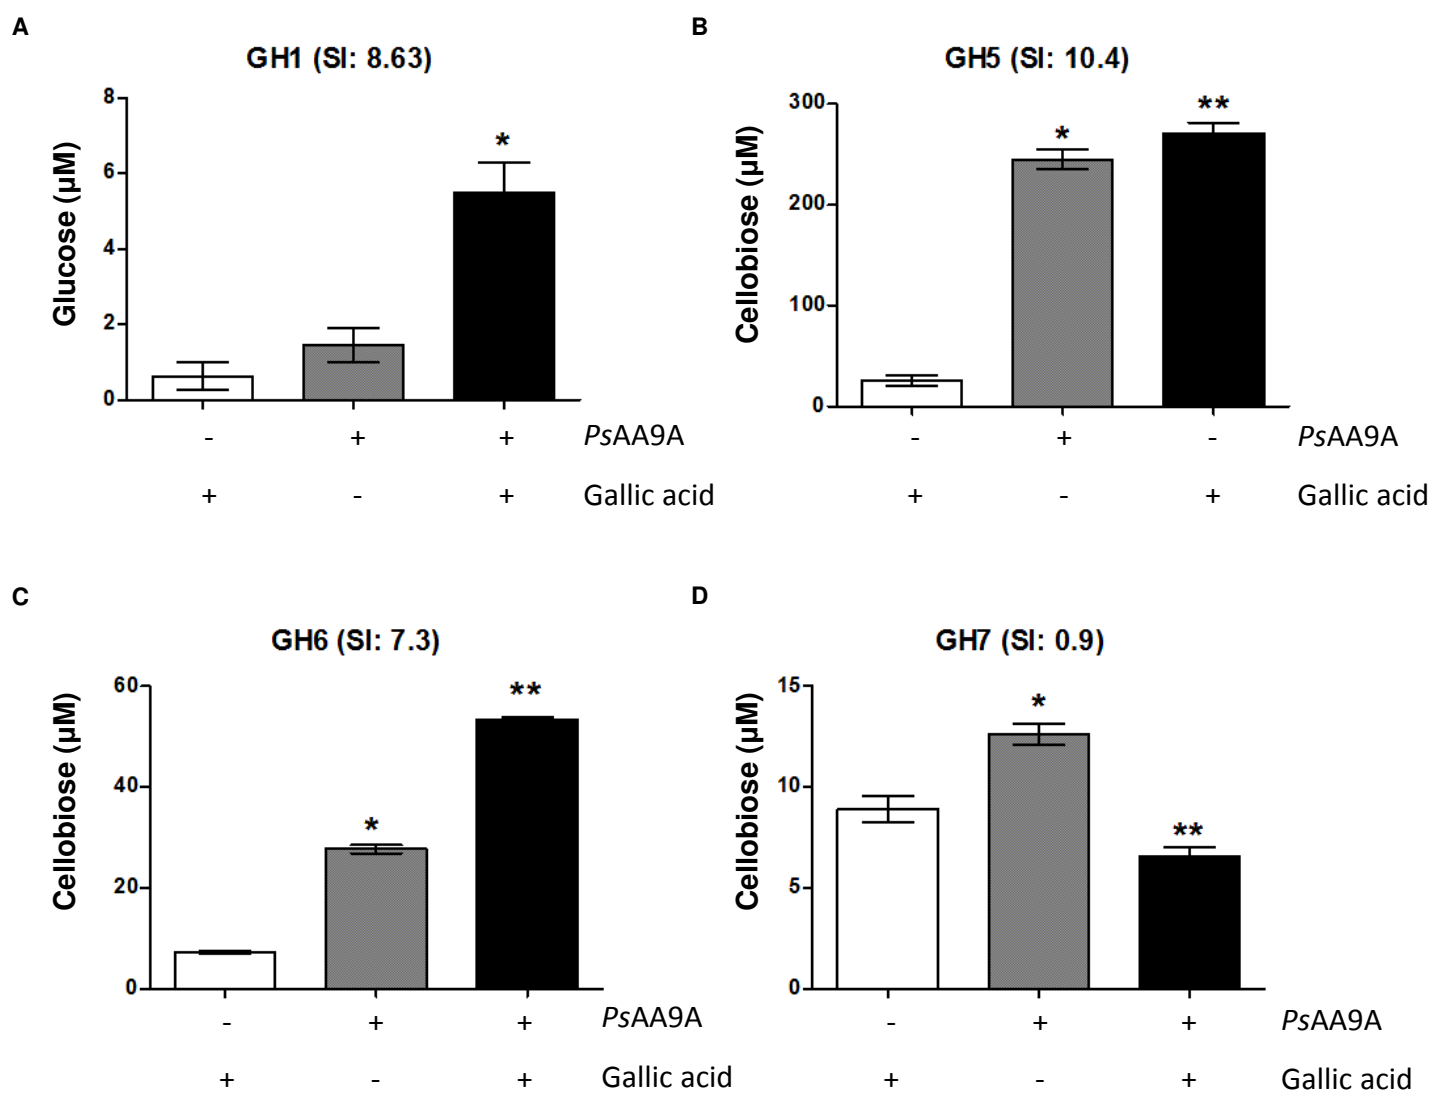 A
GH1 (SI: 8.63)
Glucose (µM)
8
6
4
2
0
*
- + + PsAA9A
+ - + Gallic acid
B
GH5 (SI: 10.4)
Cellobiose (µM)
300
200
100
0
*
**
- + - PsAA9A
+ - + Gallic acid
C
GH6 (SI: 7.3)
Cellobiose (µM)
60
40
20
0
*
**
- + + PsAA9A
+ - + Gallic acid
D
GH7 (SI: 0.9)
Cellobiose (µM)
15
10
5
0
*
**
- + + PsAA9A
+ - + Gallic acid